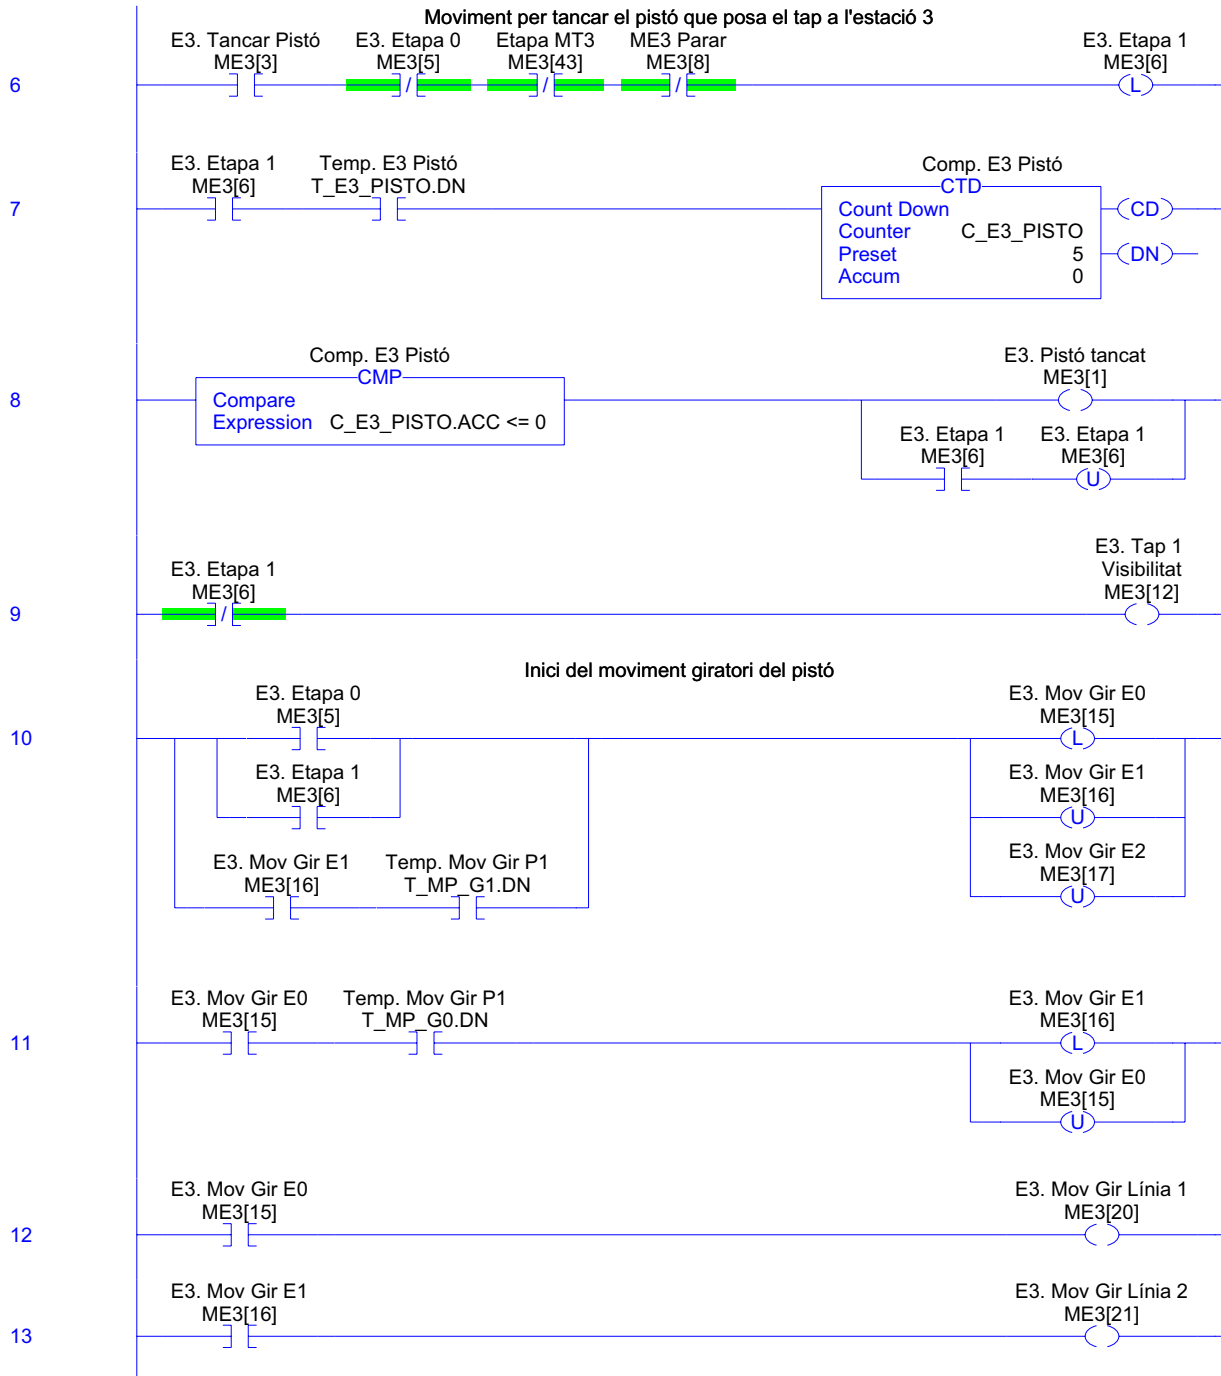 Moviment per tancar el pistó que posa el tap a l'estació 3
E3. Tancar Pistó E3. Etapa 0 Etapa MT3 ME3 Parar E3. Etapa 1
ME3[3] ME3[5] ME3[43] ME3[8] ME3[6]
6 / / / L
E3. Etapa 1 Temp. E3 Pistó Comp. E3 Pistó
ME3[6] T_E3_PISTO.DN CTD
7 Count Down CD
Counter C_E3_PISTO
Preset 5 DN
Accum 0
Comp. E3 Pistó E3. Pistó tancat
CMP ME3[1]
8 Compare
Expression C_E3_PISTO.ACC <= 0
E3. Etapa 1 E3. Etapa 1
ME3[6] ME3[6]
U
E3. Tap 1
E3. Etapa 1 Visibilitat
ME3[6] ME3[12]
9 /
Inici del moviment giratori del pistó
E3. Etapa 0 E3. Mov Gir E0
ME3[5] ME3[15]
10 L
E3. Etapa 1 E3. Mov Gir E1
ME3[6] ME3[16]
U
E3. Mov Gir E1 Temp. Mov Gir P1 E3. Mov Gir E2
ME3[16] T_MP_G1.DN ME3[17]
U
E3. Mov Gir E0 Temp. Mov Gir P1 E3. Mov Gir E1
ME3[15] T_MP_G0.DN ME3[16]
11 L
E3. Mov Gir E0
ME3[15]
U
E3. Mov Gir E0 E3. Mov Gir Línia 1
ME3[15] ME3[20]
12
E3. Mov Gir E1 E3. Mov Gir Línia 2
ME3[16] ME3[21]
13